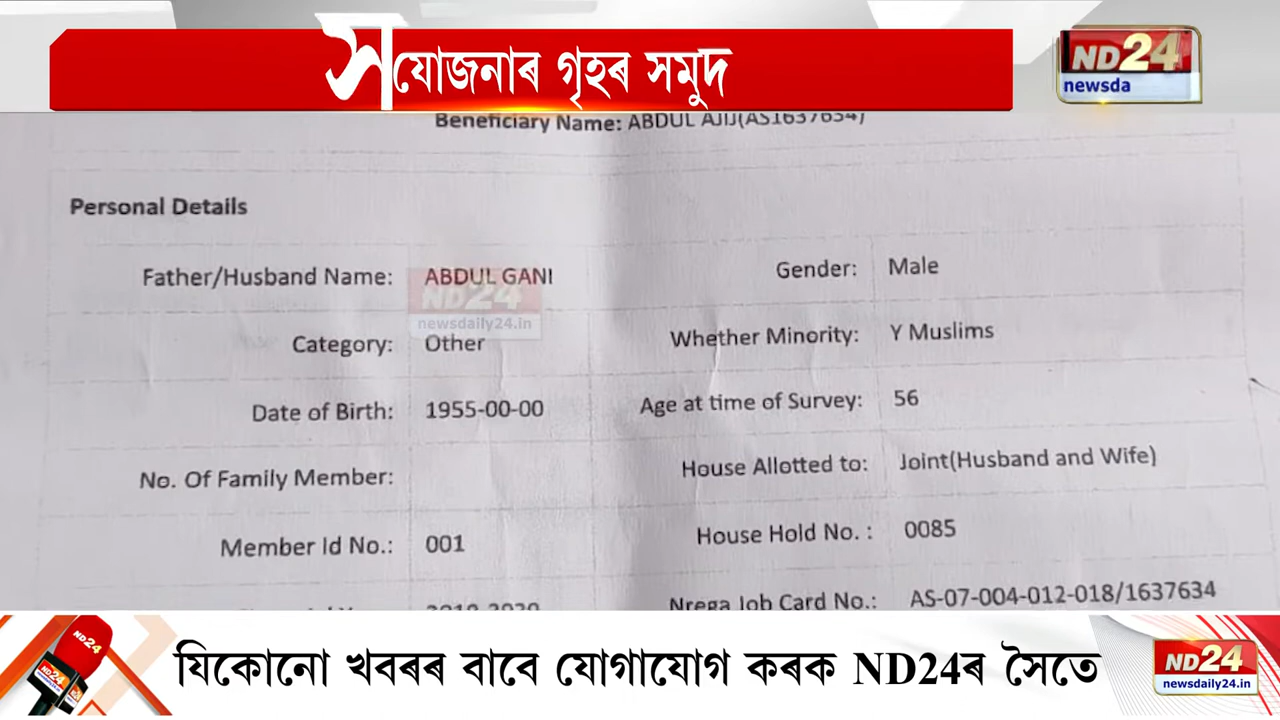 সযোজনাৰ গৃহৰ সমুদ
ND24
newsda
Beneficiary Name: ABDUL AJIJ(AS1637634)
Personal Details
Father/Husband Name: ABDUL GANI Gender: Male
ND24
newsdaily24.in
Category: Other Whether Minority: Y Muslims
Date of Birth: 1955-00-00 Age at time of Survey: 56
No. Of Family Member: House Allotted to: Joint(Husband and Wife)
Member Id No.: 001 House Hold No. : 0085
2019-2020 Nrega Job Card No.: AS-07-004-012-018/1637634
ND24
যিকোনো খবৰৰ বাবে যোগাযোগ কৰক ND24ৰ সৈতে
ND24
newsdaily24.in